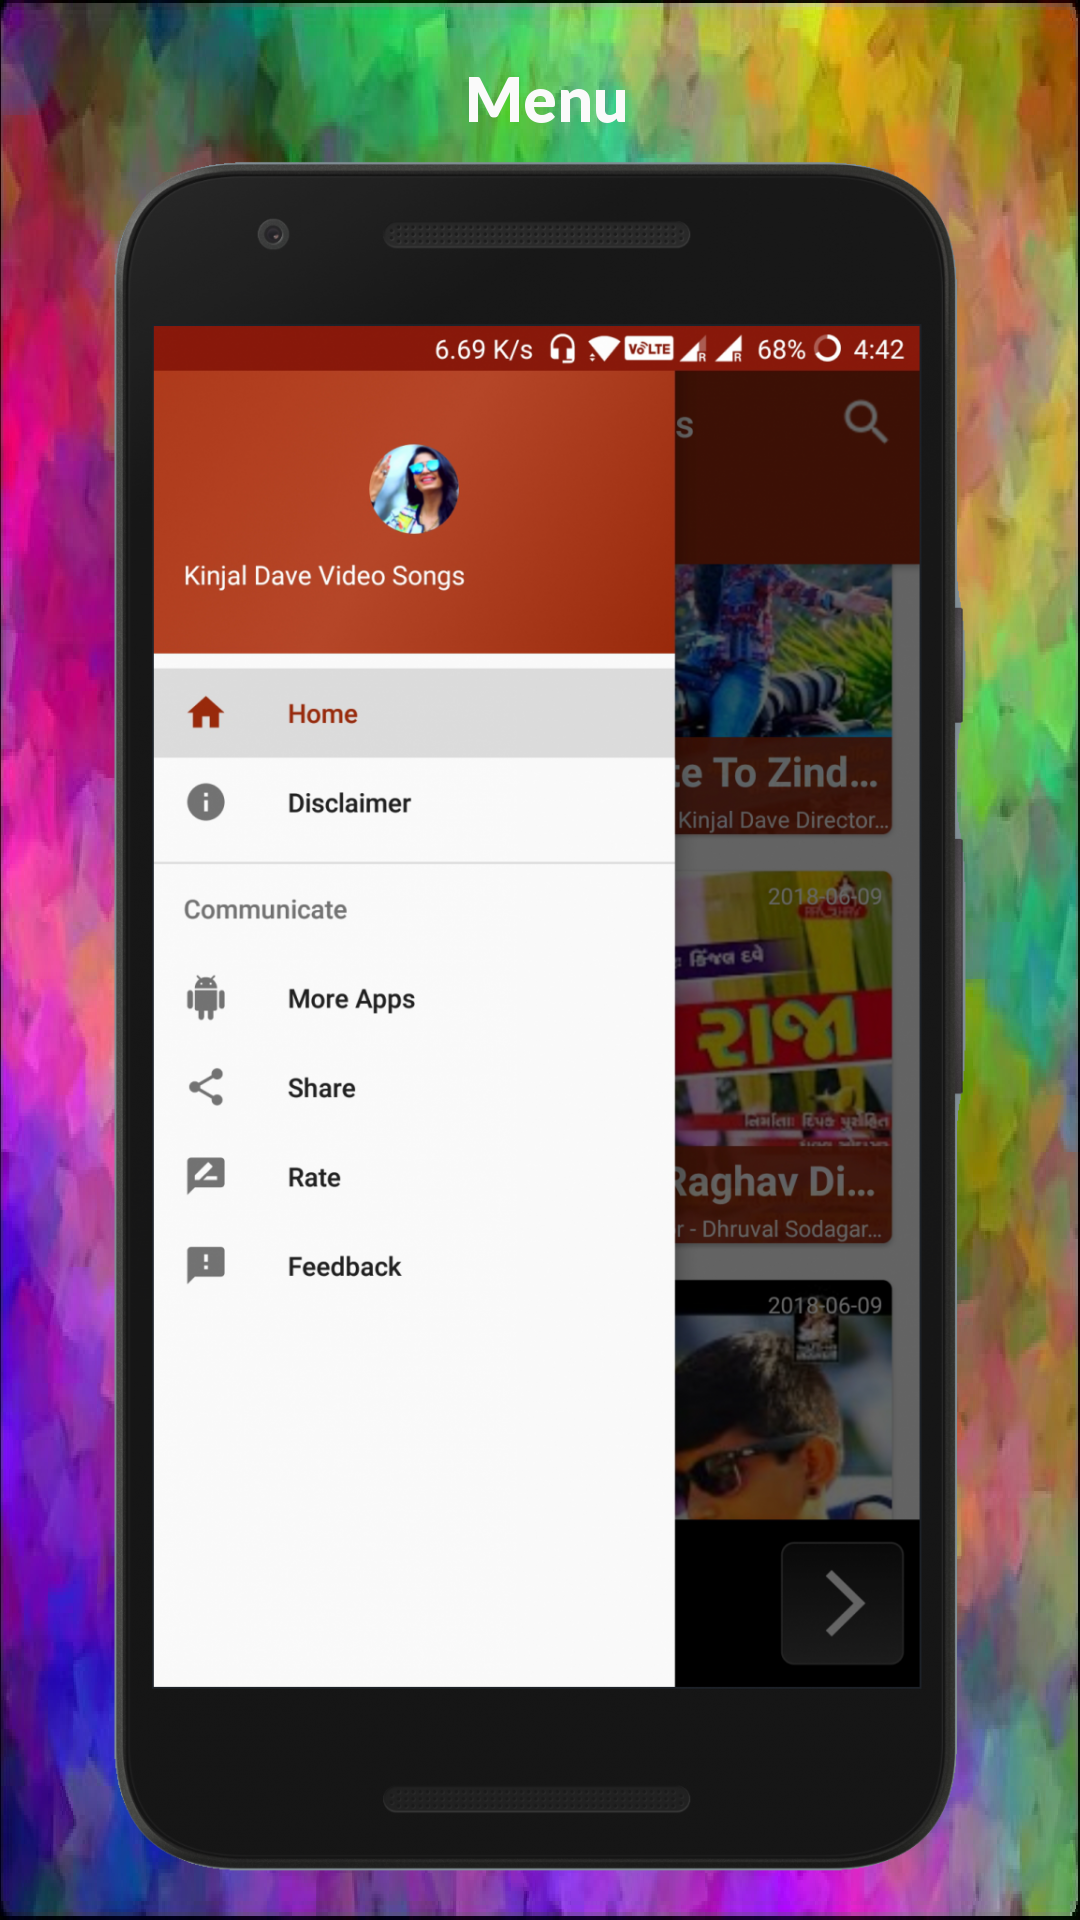 Menu
6.69 K/s VoLTE R R 68% 4:42
s
Kinjal Dave Video Songs
Home
Disclaimer
te To Zind...
Kinjal Dave Director...
Communicate
2018-06-09
કિંજલ દવે
More Apps
રાજા
Share
નિર્માતાઃ દિપક પુરોહિત
Rate
Raghav Di...
r - Dhruval Sodagar...
Feedback
2018-06-09